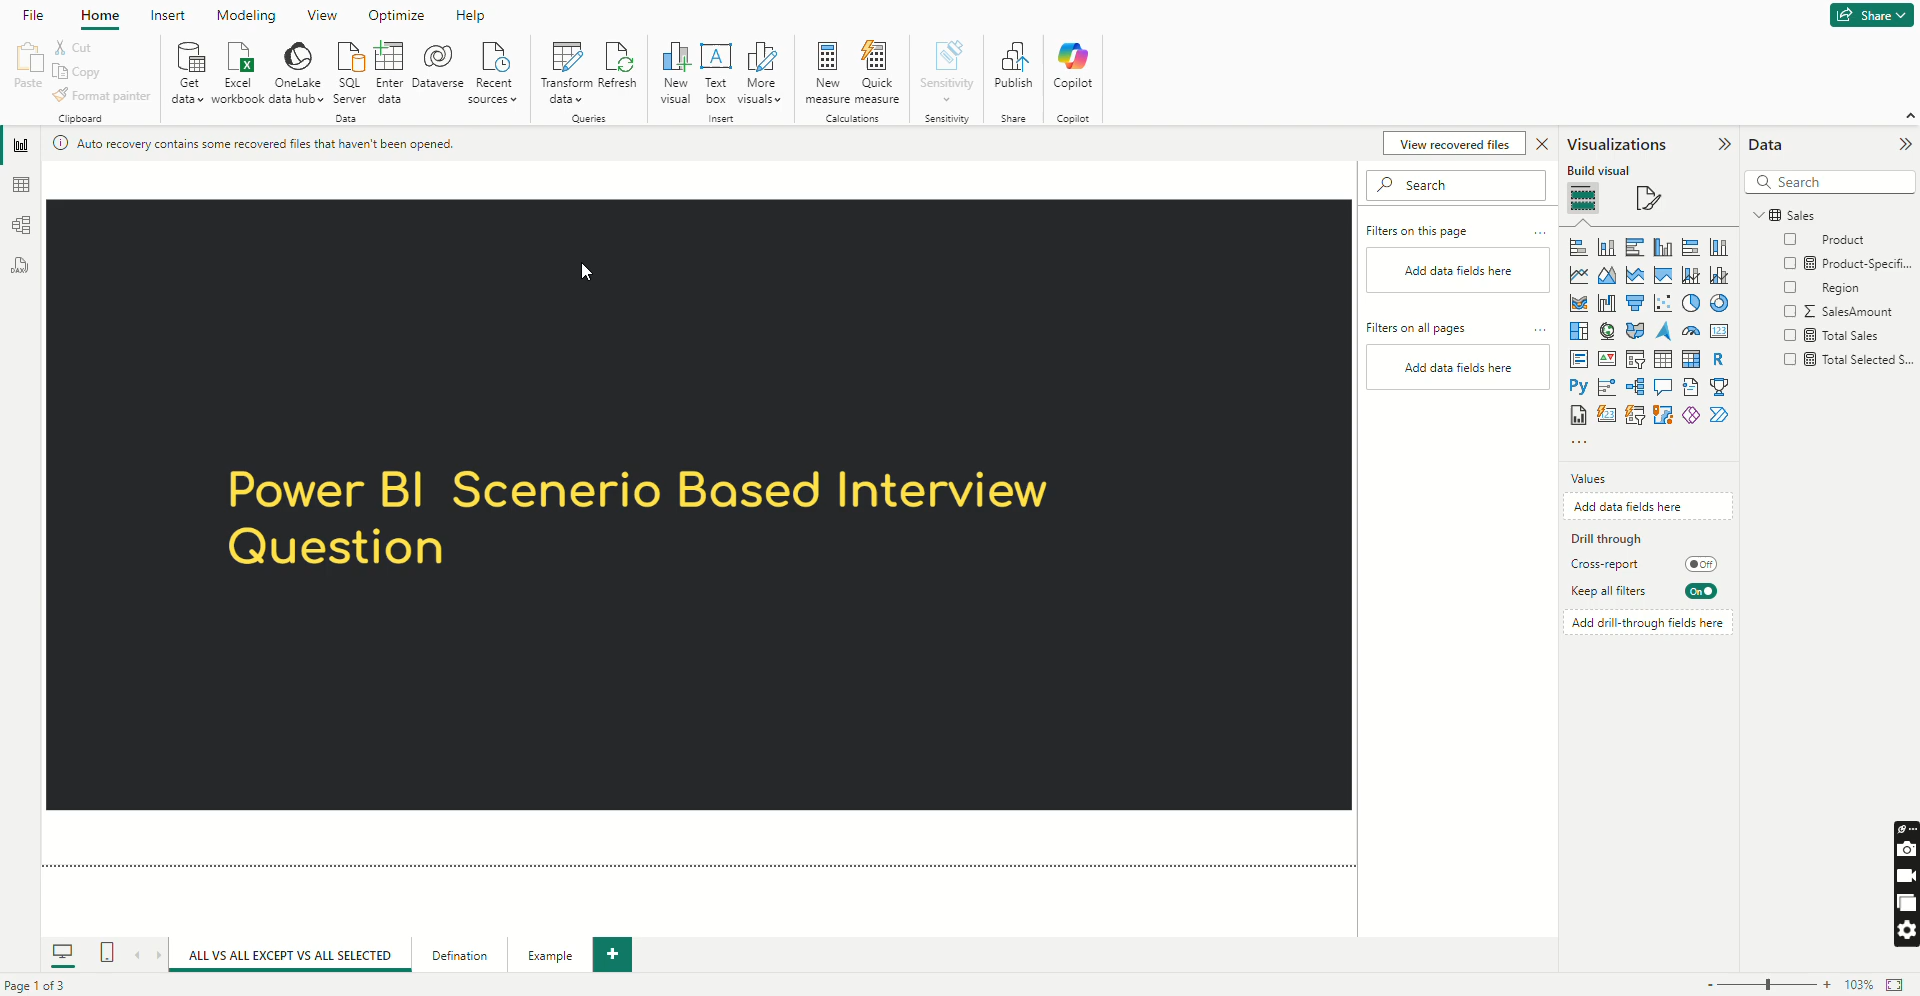 File Home Insert Modeling View Optimize Help Share
Paste Cut Copy Format painter Clipboard
Get data Excel workbook OneLake data hub SQL Server Enter data Dataverse Recent sources Data
Transform data Refresh Queries
New visual Text box More visuals Insert
New measure Quick measure Calculations
Sensitivity Sensitivity
Publish Share
Copilot Copilot
Auto recovery contains some recovered files that haven't been opened. View recovered files
Power BI Scenerio Based Interview
Question
Search
Filters on this page ...
Add data fields here
Filters on all pages ...
Add data fields here
Visualizations
Build visual
R
Py
123
...
Values
Add data fields here
Drill through
Cross-report Off
Keep all filters On
Add drill-through fields here
Data
Search
Sales
Product
Product-Specifi...
Region
SalesAmount
Total Sales
Total Selected S...
ALL VS ALL EXCEPT VS ALL SELECTED Defination Example +
Page 1 of 3 - + 103%